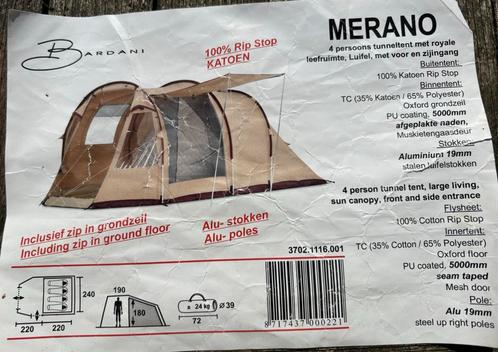 BARDANI
100% Rip Stop
KATOEN
MERANO
4 persoons tunneltent met royale
leefruimte, Luifel, met voor en zijingang
Buitentent:
100% Katoen Rip Stop
Binnentent:
TC (35% Katoen / 65% Polyester)
Oxford grondzeil
PU coating, 5000mm
afgeplakte naden,
Muskietengaasdeur
Stokken:
Aluminium 19mm
stalen luifelstokken
4 person tunnel tent, large living,
sun canopy, front and side entrance
Flysheet:
100% Cotton Rip Stop
Innertent:
TC (35% Cotton / 65% Polyester)
Oxford floor
PU coated, 5000mm
seam taped
Mesh door
Pole:
Alu 19mm
steel up right poles
Inclusief zip in grondzeil
Including zip in ground floor
Alu- stokken
Alu- poles
3702.1116.001
240
220
220
190
180
± 24 kg
Ø 39
72
8 717437 000221